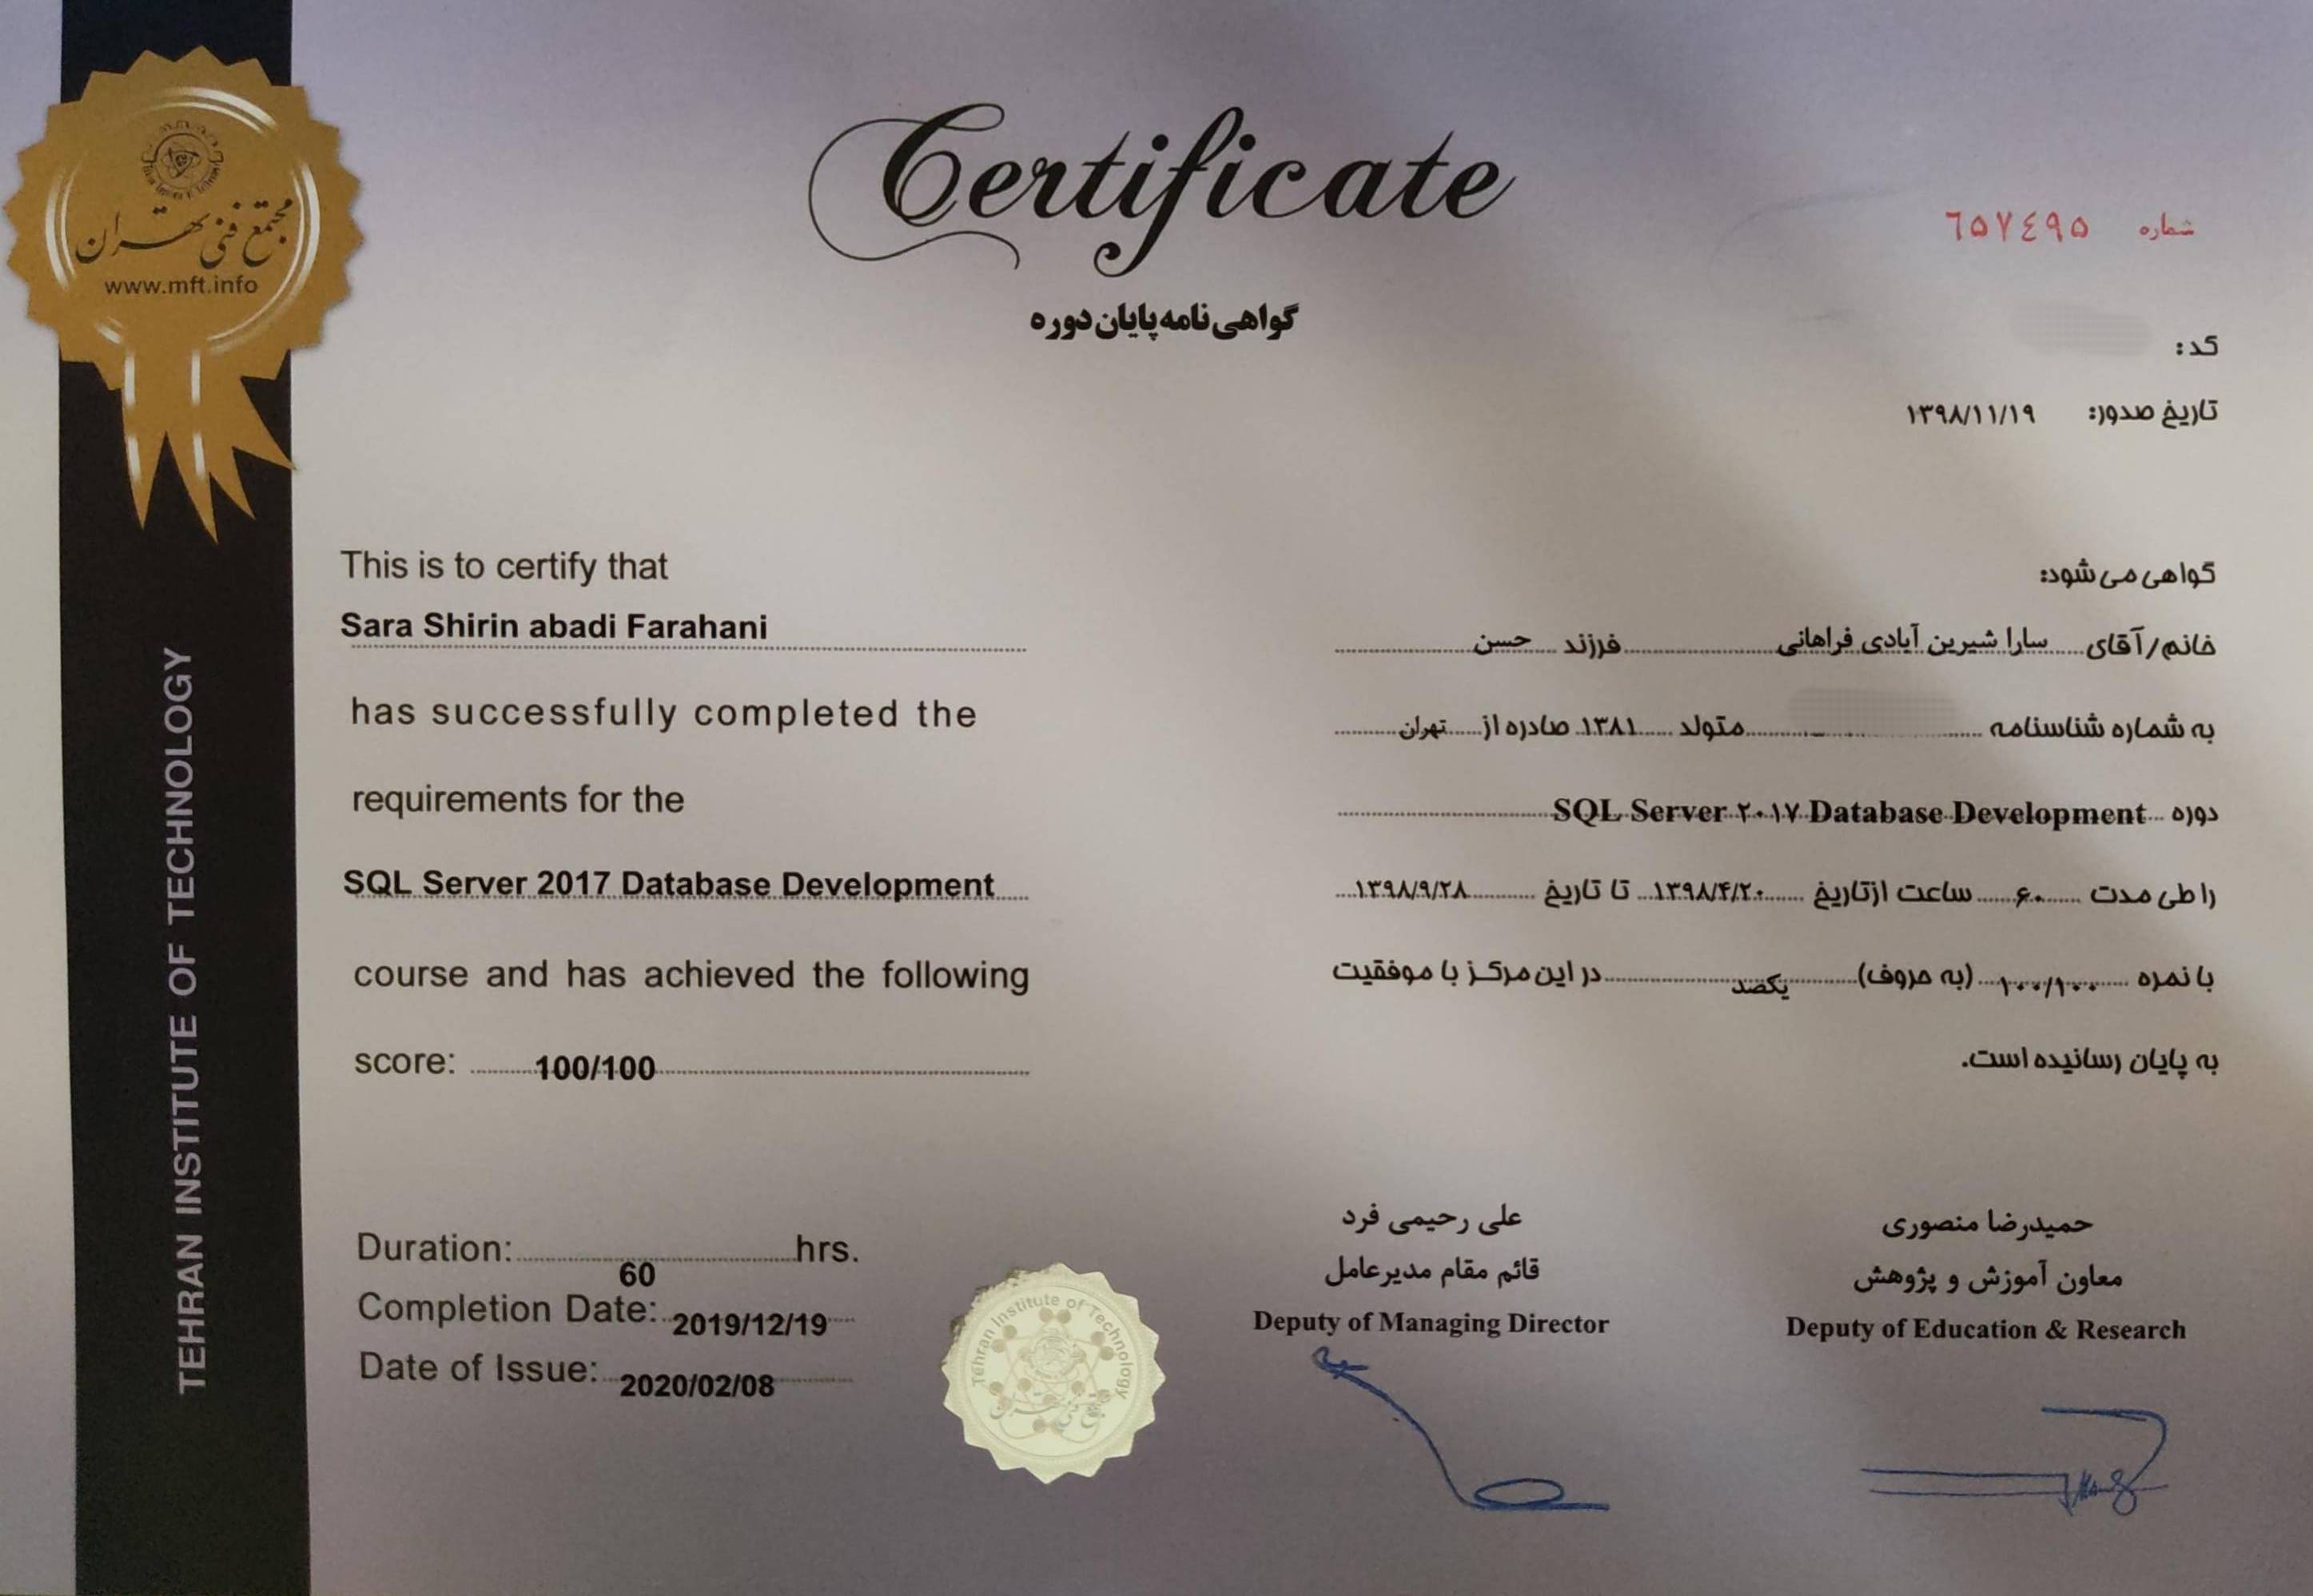 مجتمع فنی تهران
www.mft.info
TEHRAN INSTITUTE OF TECHNOLOGY
Certificate
گواهی نامه پایان دوره
شماره ٦٥٧٤٩٥
کد:
تاریخ صدور: ۱۳۹۸/۱۱/۱۹
This is to certify that
Sara Shirin abadi Farahani
has successfully completed the
requirements for the
SQL Server 2017 Database Development
course and has achieved the following
score: 100/100
Duration: 60 hrs.
Completion Date: 2019/12/19
Date of Issue: 2020/02/08
گواهی می شود:
خانم/آقای سارا شیرین آبادی فراهانی فرزند حسن
به شماره شناسنامه متولد ۱۳۸۱ صادره از تهران
دوره SQL Server ۲۰۱۷ Database Development
را طی مدت ۶۰ ساعت ازتاریخ ۱۳۹۸/۴/۲۰ تا تاریخ ۱۳۹۸/۹/۲۸
با نمره ۱۰۰/۱۰۰ (به حروف) یکصد در این مرکز با موفقیت
به پایان رسانیده است.
Tehran Institute of Technology
علی رحیمی فرد
قائم مقام مدیرعامل
Deputy of Managing Director
حمیدرضا منصوری
معاون آموزش و پژوهش
Deputy of Education & Research